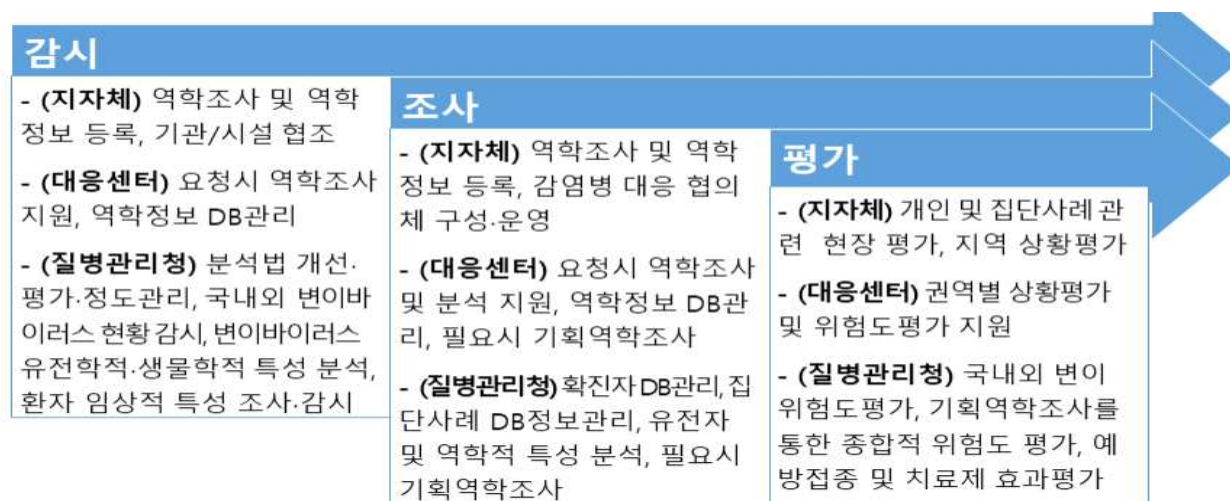 감시
- (지자체) 역학조사 및 역학
정보 등록, 기관/시설 협조
- (대응센터) 요청시 역학조사
지원, 역학정보 DB관리
- (질병관리청) 분석법 개선·
평가·정도관리, 국내외 변이바
이러스 현황 감시, 변이바이러스
유전학적·생물학적 특성 분석,
환자 임상적 특성 조사·감시
조사
- (지자체) 역학조사 및 역학
정보 등록, 감염병 대응 협의
체 구성·운영
- (대응센터) 요청시 역학조사
및 분석 지원, 역학정보 DB관
리, 필요시 기획역학조사
- (질병관리청) 확진자 DB관리, 집
단사례 DB정보관리, 유전자
및 역학적 특성 분석, 필요시
기획역학조사
평가
- (지자체) 개인 및 집단사례 관
련 현장 평가, 지역 상황평가
- (대응센터) 권역별 상황평가
및 위험도평가 지원
- (질병관리청) 국내외 변이
위험도평가, 기획역학조사를
통한 종합적 위험도 평가, 예
방접종 및 치료제 효과평가